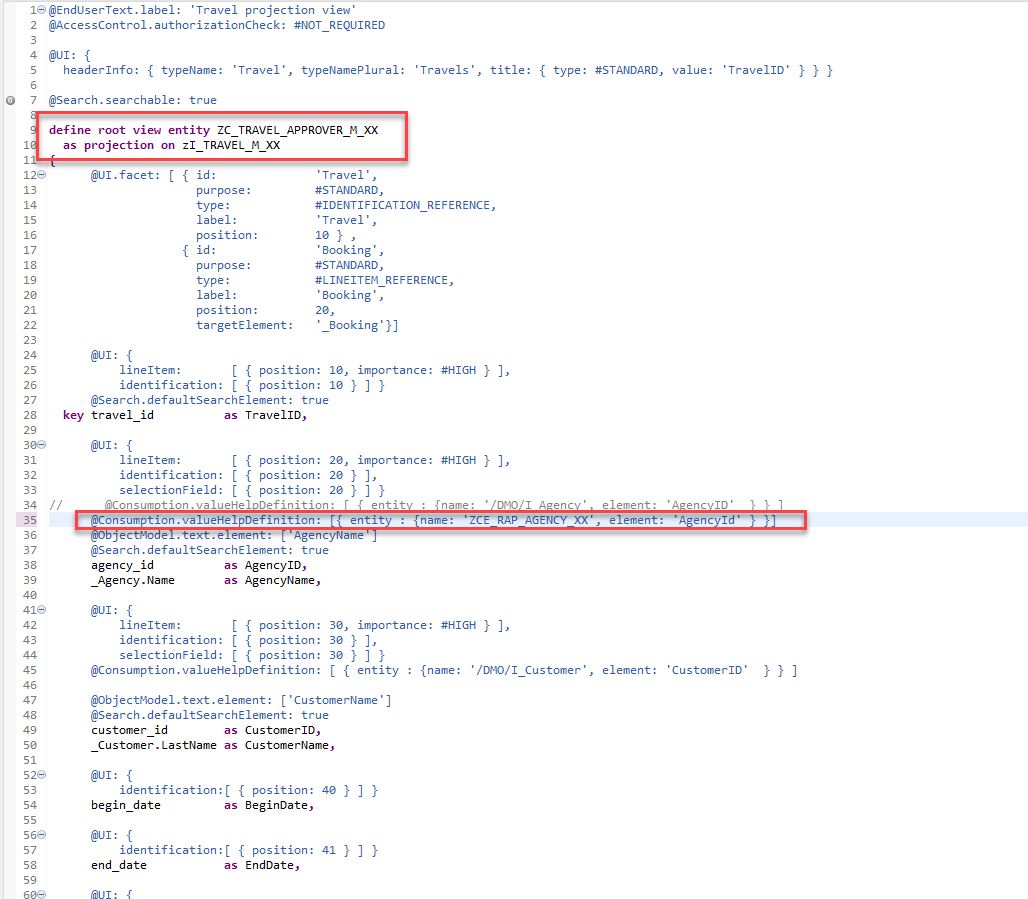 1 @EndUserText.label: 'Travel projection view'
2 @AccessControl.authorizationCheck: #NOT_REQUIRED
3
4 @UI: {
5   headerInfo: { typeName: 'Travel', typeNamePlural: 'Travels', title: { type: #STANDARD, value: 'TravelID' } } }
6
7 @Search.searchable: true
8
9 define root view entity ZC_TRAVEL_APPROVER_M_XX
10   as projection on zI_TRAVEL_M_XX
11 {
12       @UI.facet: [ { id:              'Travel',
13                      purpose:         #STANDARD,
14                      type:            #IDENTIFICATION_REFERENCE,
15                      label:           'Travel',
16                      position:        10 } ,
17                    { id:              'Booking',
18                      purpose:         #STANDARD,
19                      type:            #LINEITEM_REFERENCE,
20                      label:           'Booking',
21                      position:        20,
22                      targetElement:   '_Booking'}]
23
24       @UI: {
25           lineItem:       [ { position: 10, importance: #HIGH } ],
26           identification: [ { position: 10 } ] }
27       @Search.defaultSearchElement: true
28   key travel_id          as TravelID,
29
30       @UI: {
31           lineItem:       [ { position: 20, importance: #HIGH } ],
32           identification: [ { position: 20 } ],
33           selectionField: [ { position: 20 } ] }
34 //      @Consumption.valueHelpDefinition: [ { entity : {name: '/DMO/I_Agency', element: 'AgencyID'  } } ]
35       @Consumption.valueHelpDefinition: [{ entity : {name: 'ZCE_RAP_AGENCY_XX', element: 'AgencyId' } }]
36       @ObjectModel.text.element: ['AgencyName']
37       @Search.defaultSearchElement: true
38       agency_id          as AgencyID,
39       _Agency.Name       as AgencyName,
40
41       @UI: {
42           lineItem:       [ { position: 30, importance: #HIGH } ],
43           identification: [ { position: 30 } ],
44           selectionField: [ { position: 30 } ] }
45       @Consumption.valueHelpDefinition: [ { entity : {name: '/DMO/I_Customer', element: 'CustomerID'  } } ]
46
47       @ObjectModel.text.element: ['CustomerName']
48       @Search.defaultSearchElement: true
49       customer_id        as CustomerID,
50       _Customer.LastName as CustomerName,
51
52       @UI: {
53           identification:[ { position: 40 } ] }
54       begin_date         as BeginDate,
55
56       @UI: {
57           identification:[ { position: 41 } ] }
58       end_date           as EndDate,
59
60       @UI: {